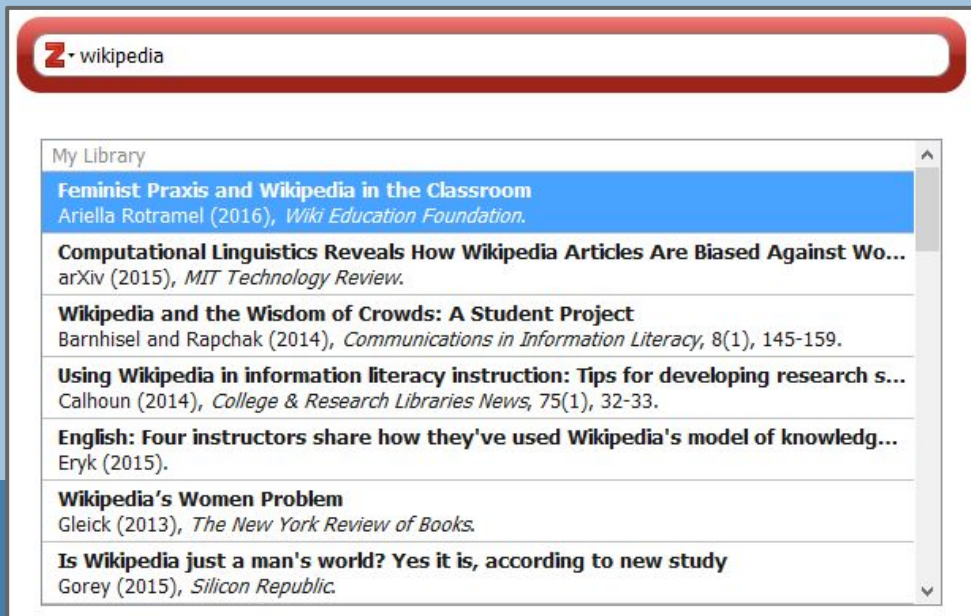 Z wikipedia
My Library
Feminist Praxis and Wikipedia in the Classroom
Ariella Rotramel (2016), Wiki Education Foundation.
Computational Linguistics Reveals How Wikipedia Articles Are Biased Against Wo...
arXiv (2015), MIT Technology Review.
Wikipedia and the Wisdom of Crowds: A Student Project
Barnhisel and Rapchak (2014), Communications in Information Literacy, 8(1), 145-159.
Using Wikipedia in information literacy instruction: Tips for developing research s...
Calhoun (2014), College & Research Libraries News, 75(1), 32-33.
English: Four instructors share how they've used Wikipedia's model of knowledg...
Eryk (2015).
Wikipedia’s Women Problem
Gleick (2013), The New York Review of Books.
Is Wikipedia just a man's world? Yes it is, according to new study
Gorey (2015), Silicon Republic.